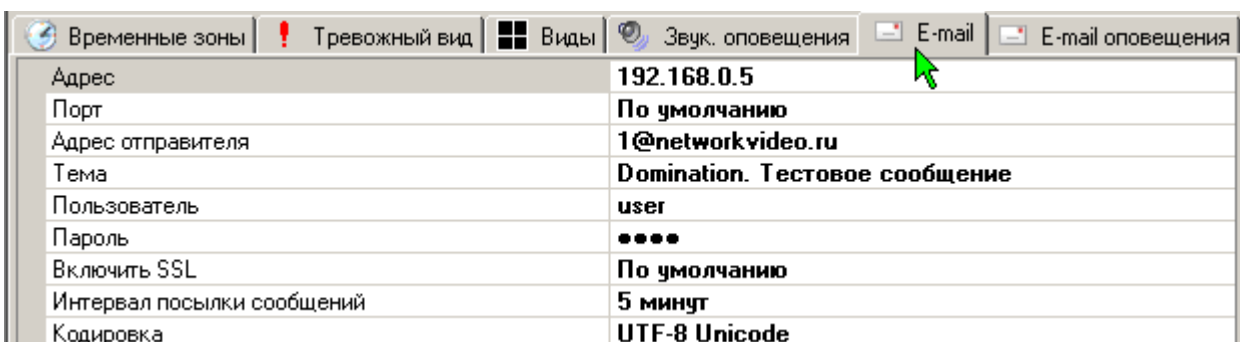 Временные зоны Тревожный вид Виды Звук. оповещения E-mail E-mail оповещения
Адрес 192.168.0.5
Порт По умолчанию
Адрес отправителя 1@networkvideo.ru
Тема Domination. Тестовое сообщение
Пользователь user
Пароль ●●●●
Включить SSL По умолчанию
Интервал посылки сообщений 5 минут
Кодировка UTF-8 Unicode